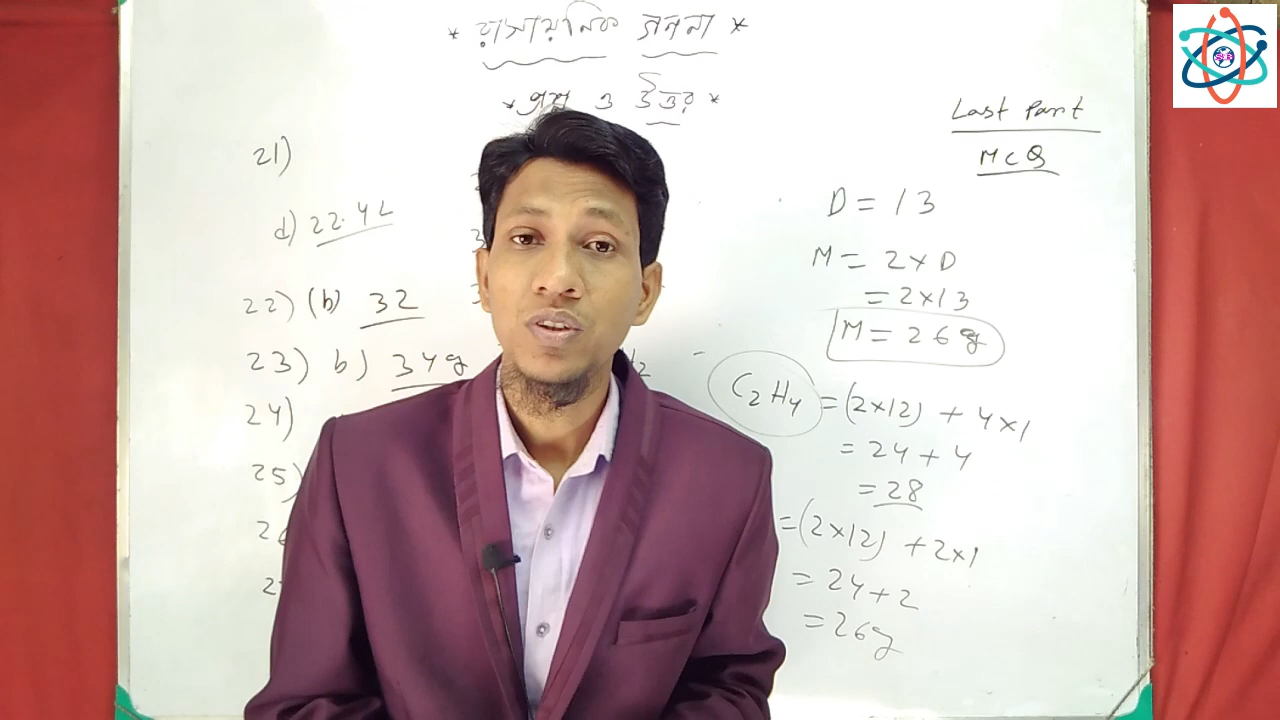 * রাসায়নিক গননা *
* প্রশ্ন ও উত্তর *
Last Part
MCQ
21)
d) 22.4L
22) (b) 32
23) b) 34g
24)
25)
D = 13
M = 2×D
= 2×13
M = 26g
C2H4 = (2×12) + 4×1
= 24+4
= 28
= (2×12) + 2×1
= 24+2
= 26g